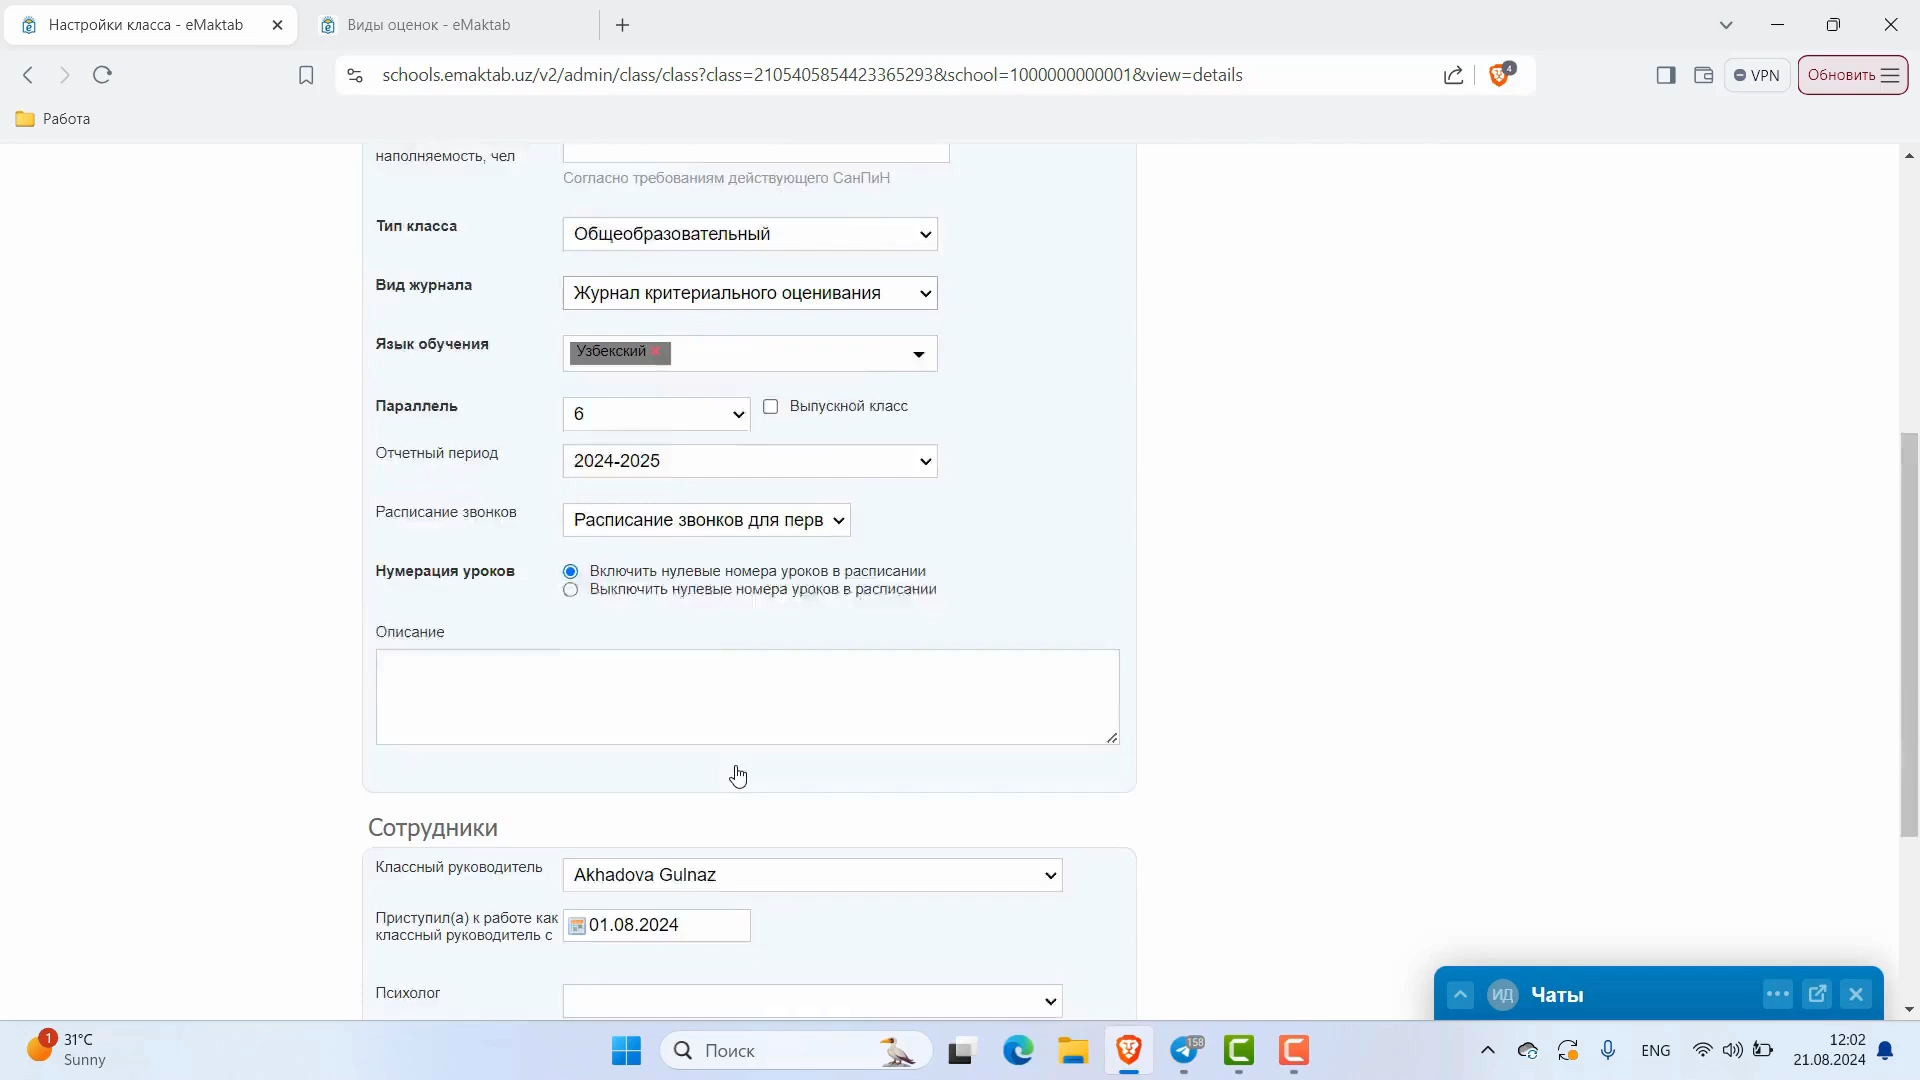 Настройки класса - eMaktab
Виды оценок - eMaktab
schools.emaktab.uz/v2/admin/class/class?class=2105405854423365293&school=1000000000001&view=details
4
VPN
Обновить
Работа
наполняемость, чел
Согласно требованиям действующего СанПиН
Тип класса
Общеобразовательный
Вид журнала
Журнал критериального оценивания
Язык обучения
Узбекский
Параллель
6
Выпускной класс
Отчетный период
2024-2025
Расписание звонков
Расписание звонков для перв
Нумерация уроков
Включить нулевые номера уроков в расписании
Выключить нулевые номера уроков в расписании
Описание
Сотрудники
Классный руководитель
Akhadova Gulnaz
Приступил(а) к работе как
классный руководитель с
01.08.2024
Психолог
ИД
Чаты
1
31°C
Sunny
Поиск
158
ENG
12:02
21.08.2024